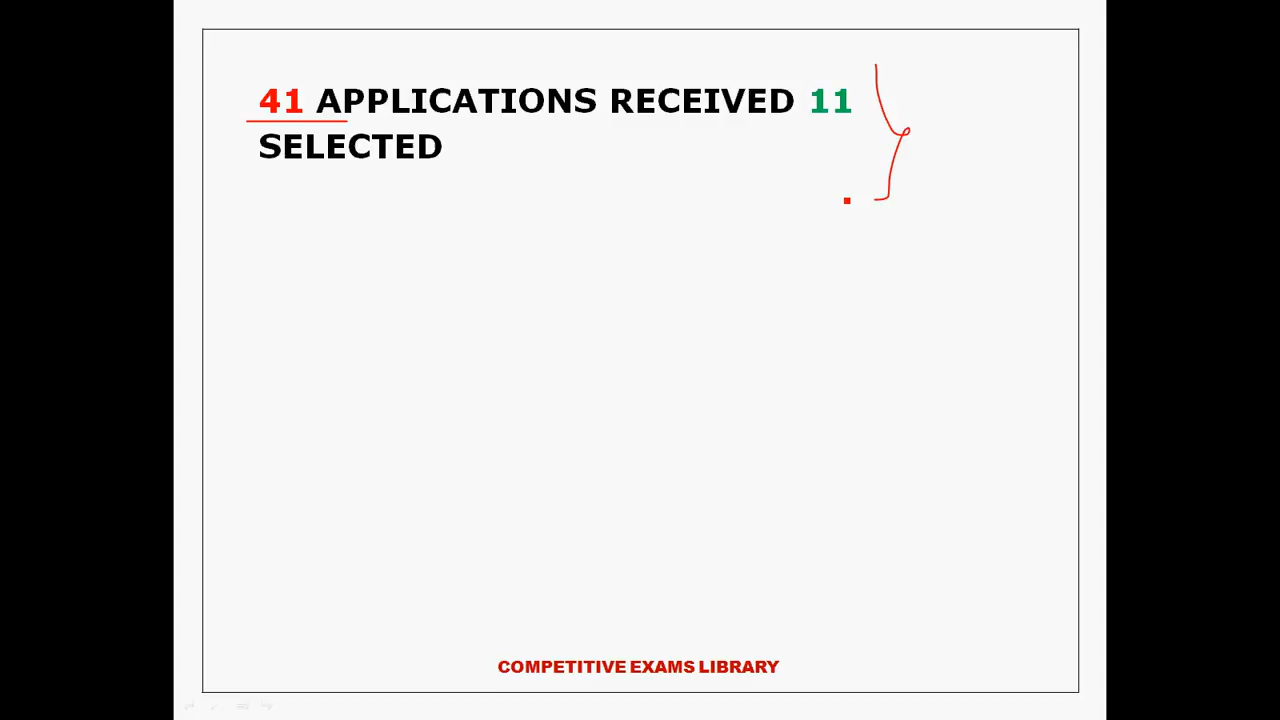 41 APPLICATIONS RECEIVED 11
SELECTED
COMPETITIVE EXAMS LIBRARY